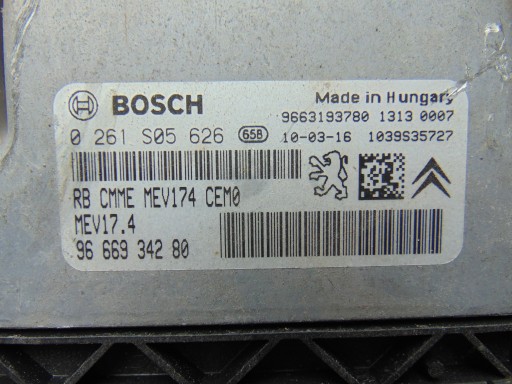 BOSCH
Made in Hungary
9663193780 1313 0007
0 261 S05 626 65B 10-03-16 1039S35727
RB CMME MEV174 CEM0
MEV17.4
96 669 342 80